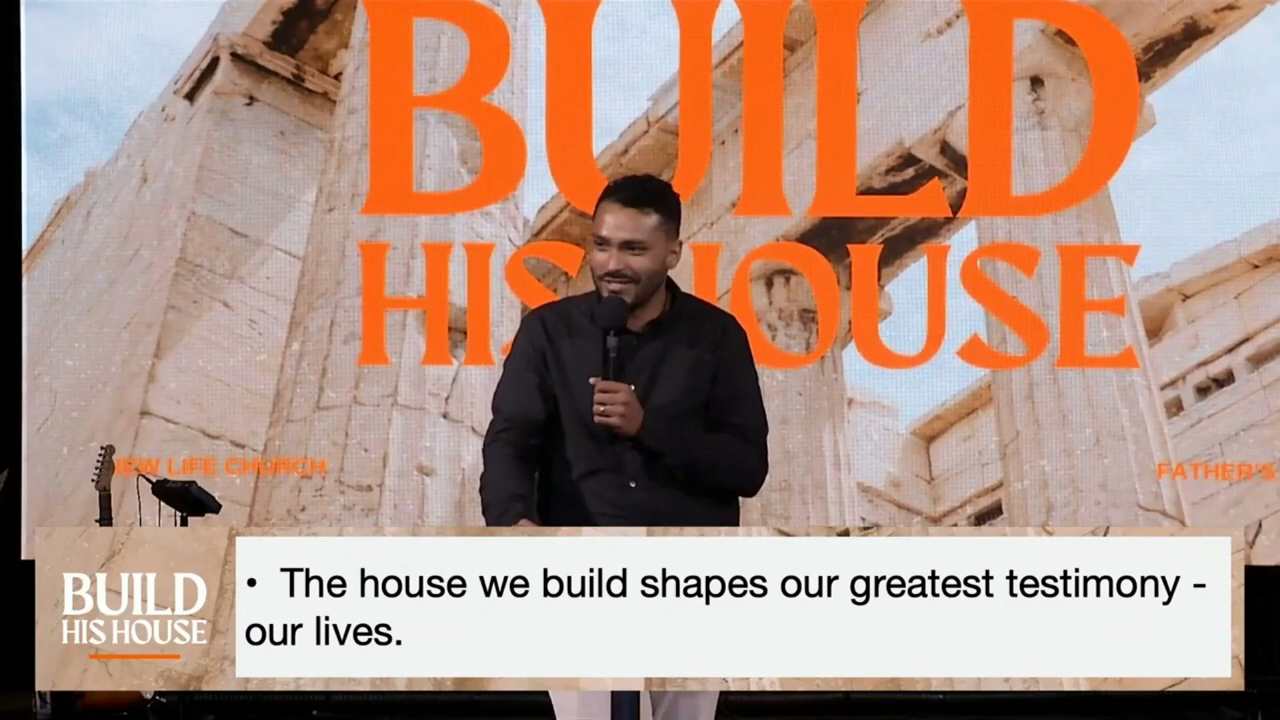 BUILD
HIS HOUSE
NEW LIFE CHURCH
FATHER'S
BUILD
HIS HOUSE
• The house we build shapes our greatest testimony -
our lives.